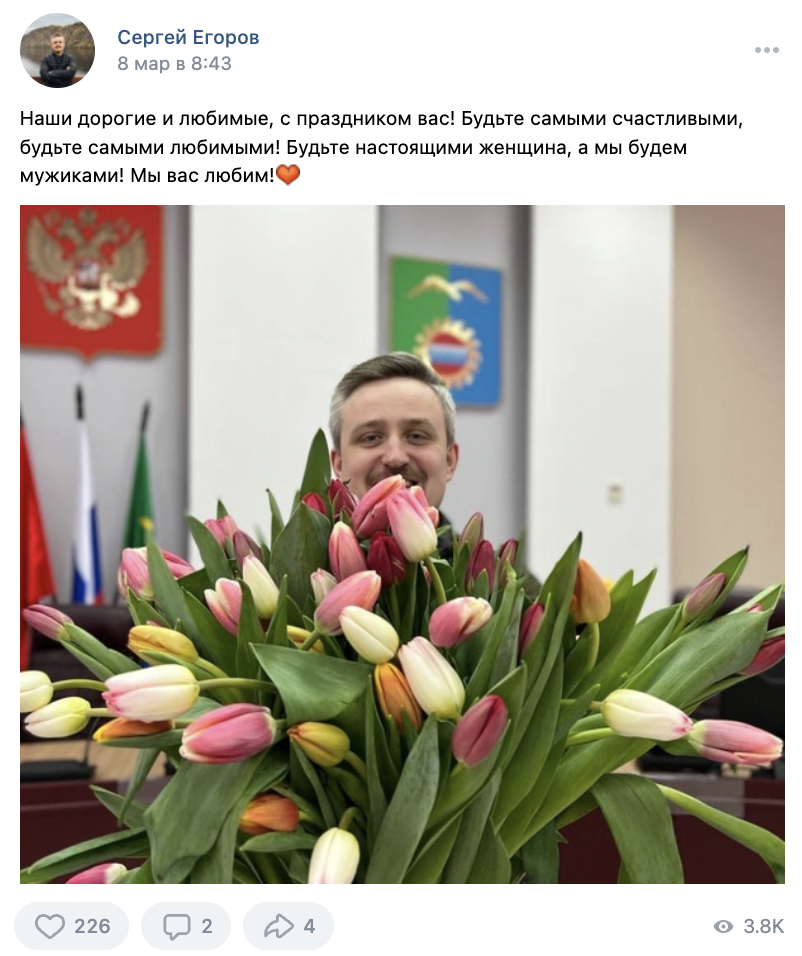 Сергей Егоров
8 мар в 8:43
Наши дорогие и любимые, с праздником вас! Будьте самыми счастливыми,
будьте самыми любимыми! Будьте настоящими женщина, а мы будем
мужиками! Мы вас любим!❤
226
2
4
3.8K